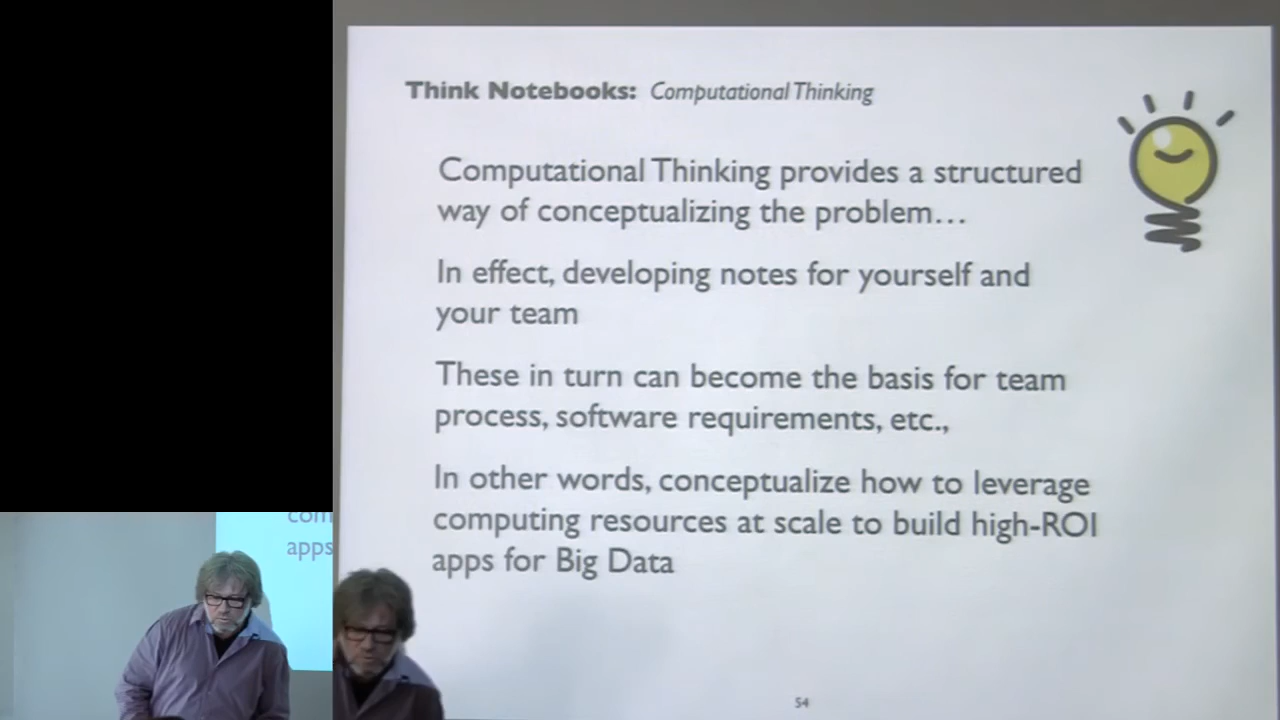 Think Notebooks: Computational Thinking
Computational Thinking provides a structured
way of conceptualizing the problem…
In effect, developing notes for yourself and
your team
These in turn can become the basis for team
process, software requirements, etc.,
In other words, conceptualize how to leverage
computing resources at scale to build high-ROI
apps for Big Data
54
com
apps